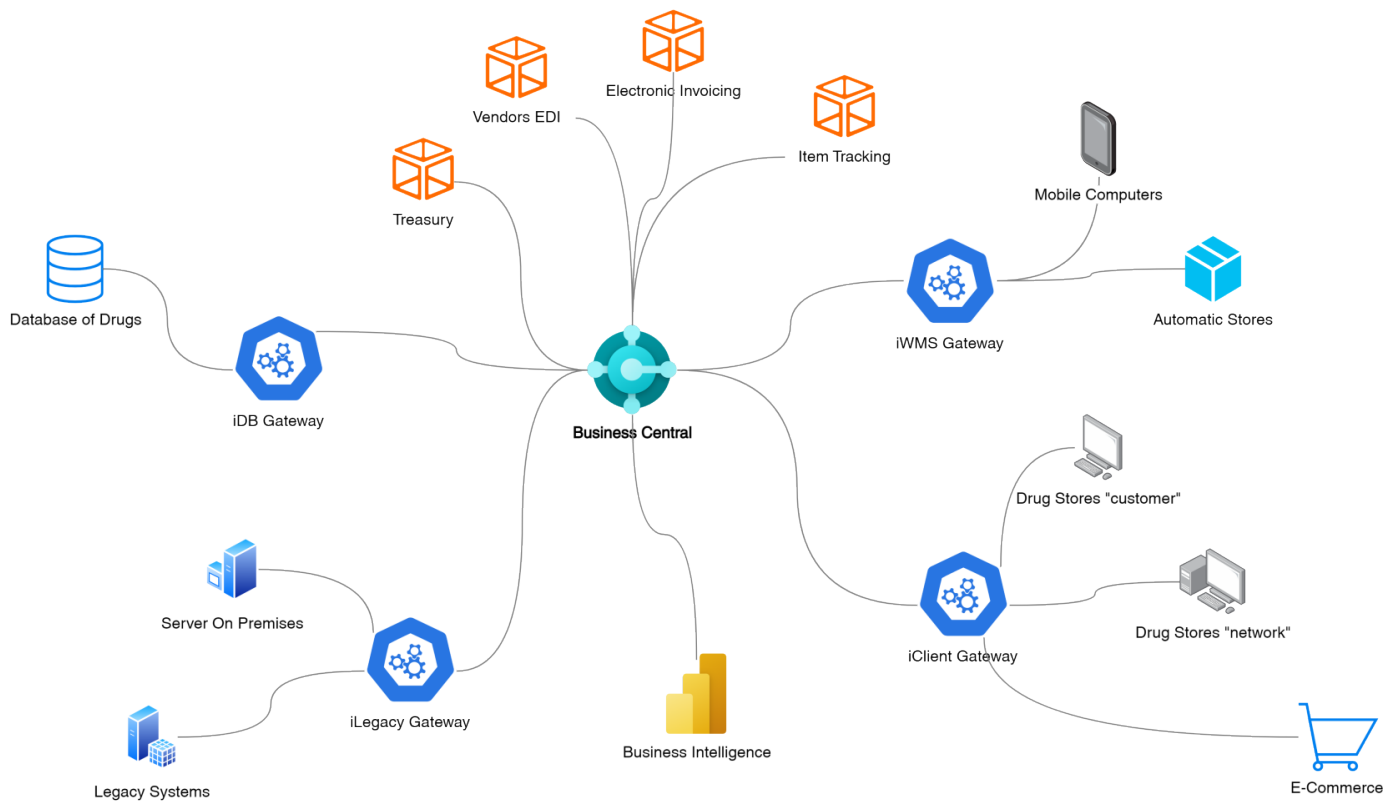 Electronic Invoicing
Vendors EDI
Item Tracking
Mobile Computers
Treasury
Database of Drugs
Automatic Stores
iWMS Gateway
iDB Gateway
Business Central
Drug Stores "customer"
Server On Premises
Drug Stores "network"
iClient Gateway
iLegacy Gateway
Business Intelligence
E-Commerce
Legacy Systems